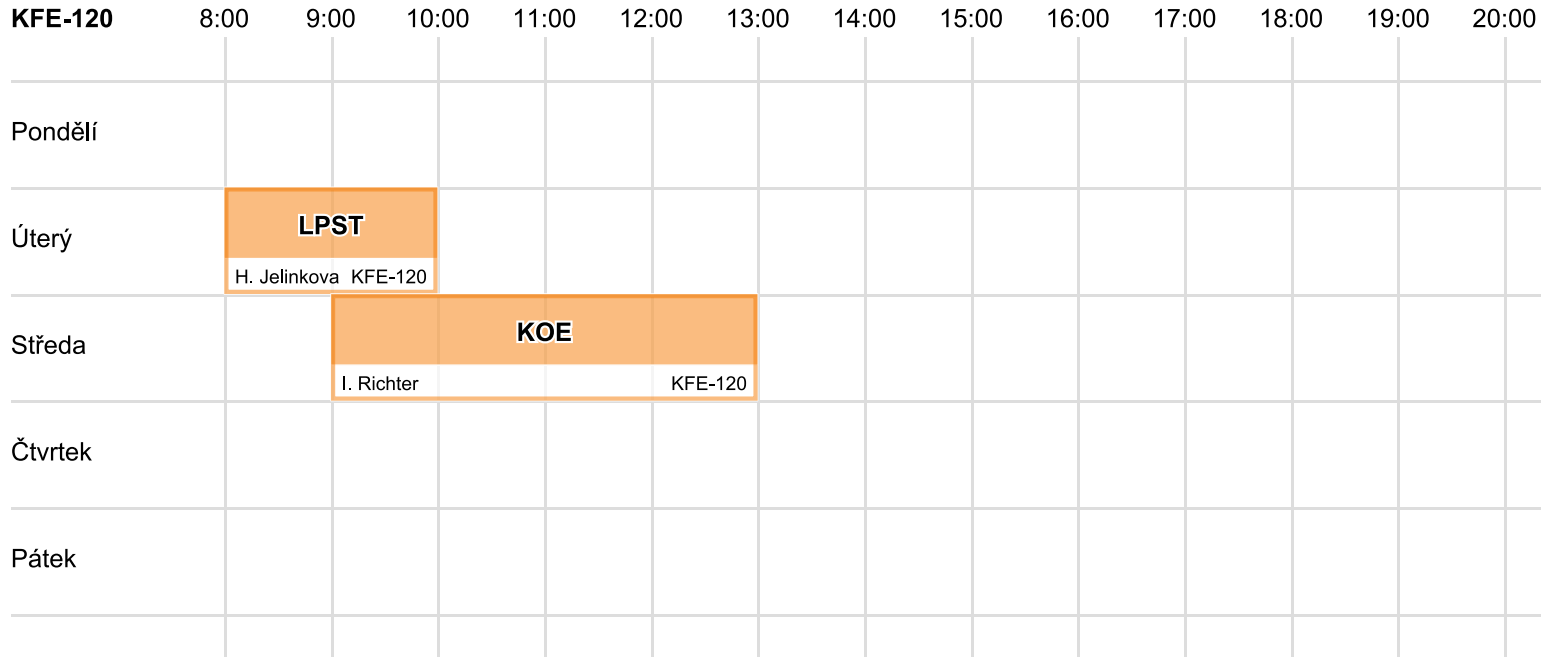 KFE-120 8:00 9:00 10:00 11:00 12:00 13:00 14:00 15:00 16:00 17:00 18:00 19:00 20:00
Pondělí
Úterý
LPST
H. Jelinkova KFE-120
Středa
KOE
I. Richter KFE-120
Čtvrtek
Pátek